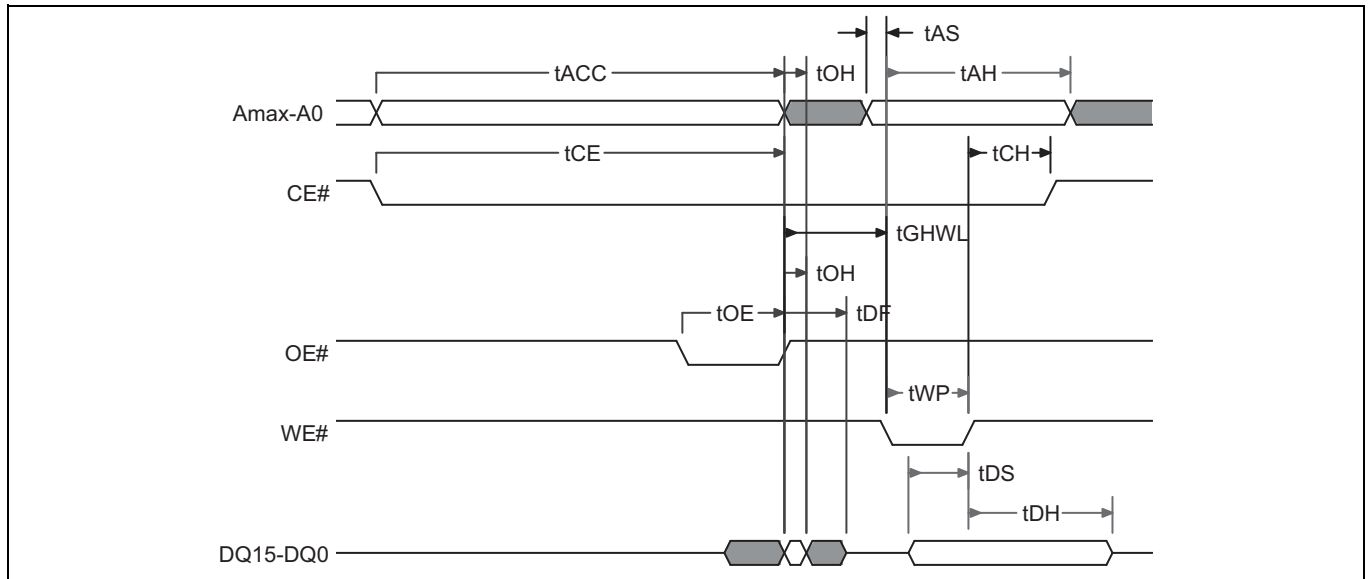 tAS
tACC tOH tAH
Amax-A0
tCE tCH
CE#
tGHWL
tOH
tOE tDF
OE#
tWP
WE#
tDS
tDH
DQ15-DQ0